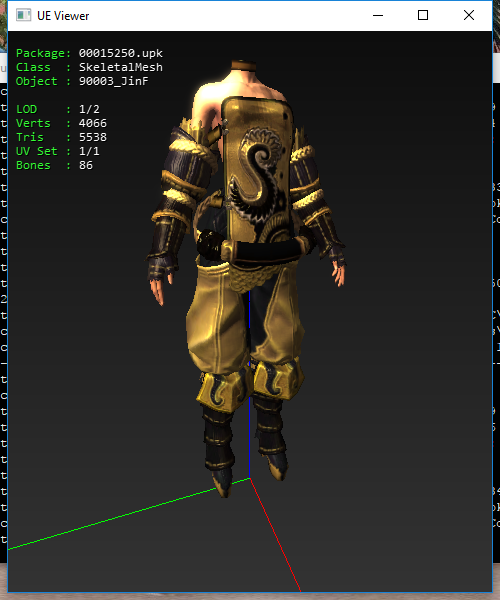 UE Viewer
Package: 00015250.upk
Class  : SkeletalMesh
Object : 90003_JinF
LOD    : 1/2
Verts  : 4066
Tris   : 5538
UV Set : 1/1
Bones  : 86